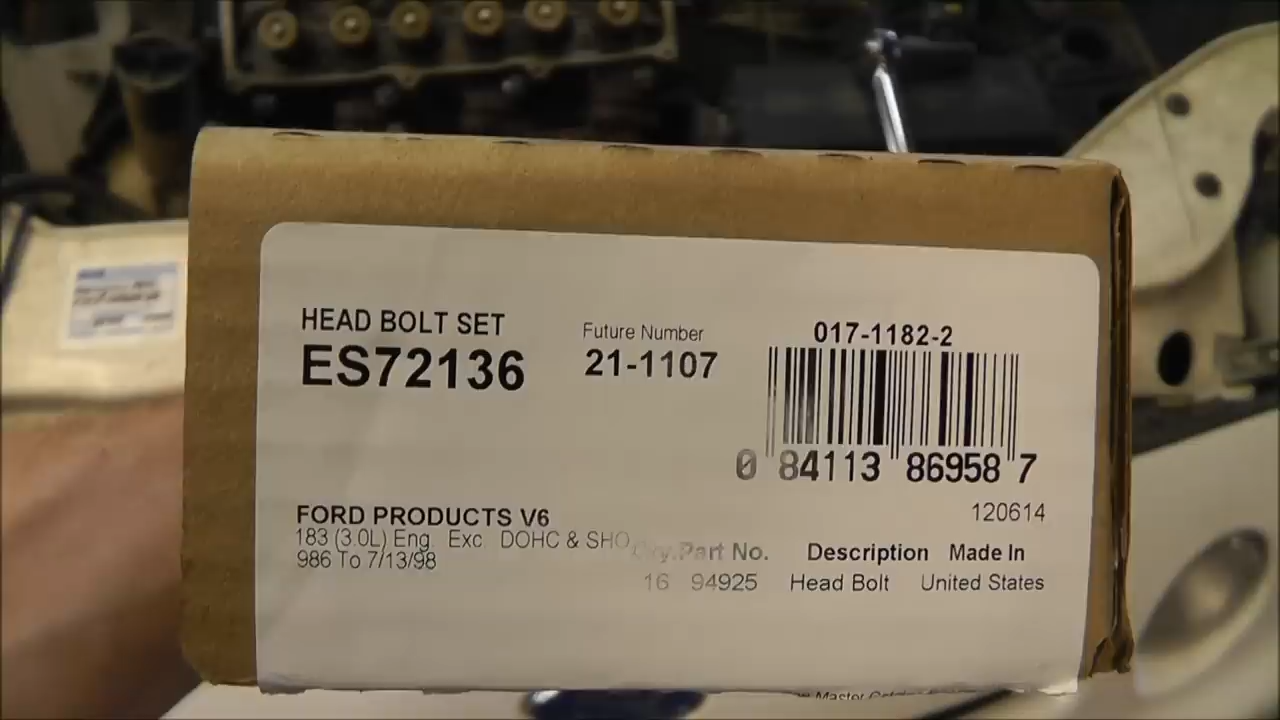 HEAD BOLT SET
ES72136
Future Number
21-1107
017-1182-2
0 84113 86958 7
120614
FORD PRODUCTS V6
183 (3.0L) Eng. Exc. DOHC & SHO
986 To 7/13/98
Qty. Part No. Description Made In
16 94925 Head Bolt United States
Master